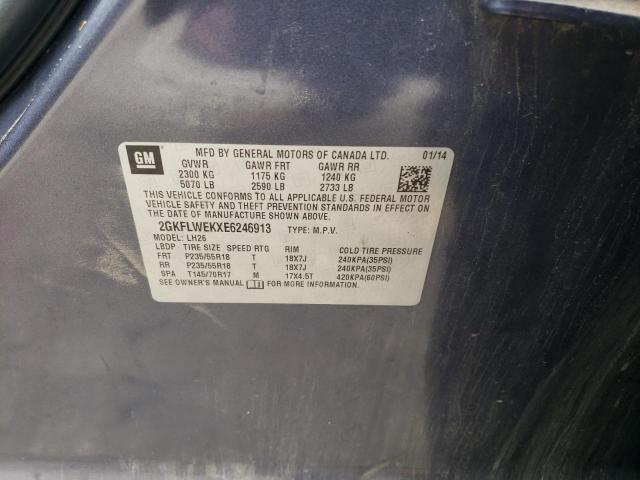 GM
MFD BY GENERAL MOTORS OF CANADA LTD. 01/14
GVWR GAWR FRT GAWR RR
2300 KG 1175 KG 1240 KG
5070 LB 2590 LB 2733 LB
THIS VEHICLE CONFORMS TO ALL APPLICABLE U.S. FEDERAL MOTOR
VEHICLE SAFETY, BUMPER, AND THEFT PREVENTION STANDARDS IN EFFECT
ON THE DATE OF MANUFACTURE SHOWN ABOVE.
2GKFLWEKXE6246913 TYPE: M.P.V.
MODEL: LH26
LBDP TIRE SIZE SPEED RTG RIM COLD TIRE PRESSURE
FRT P235/55R18 T 18X7J 240KPA(35PSI)
RR P235/55R18 T 18X7J 240KPA(35PSI)
SPA T145/70R17 M 17X4.5T 420KPA(60PSI)
SEE OWNER'S MANUAL FOR MORE INFORMATION.